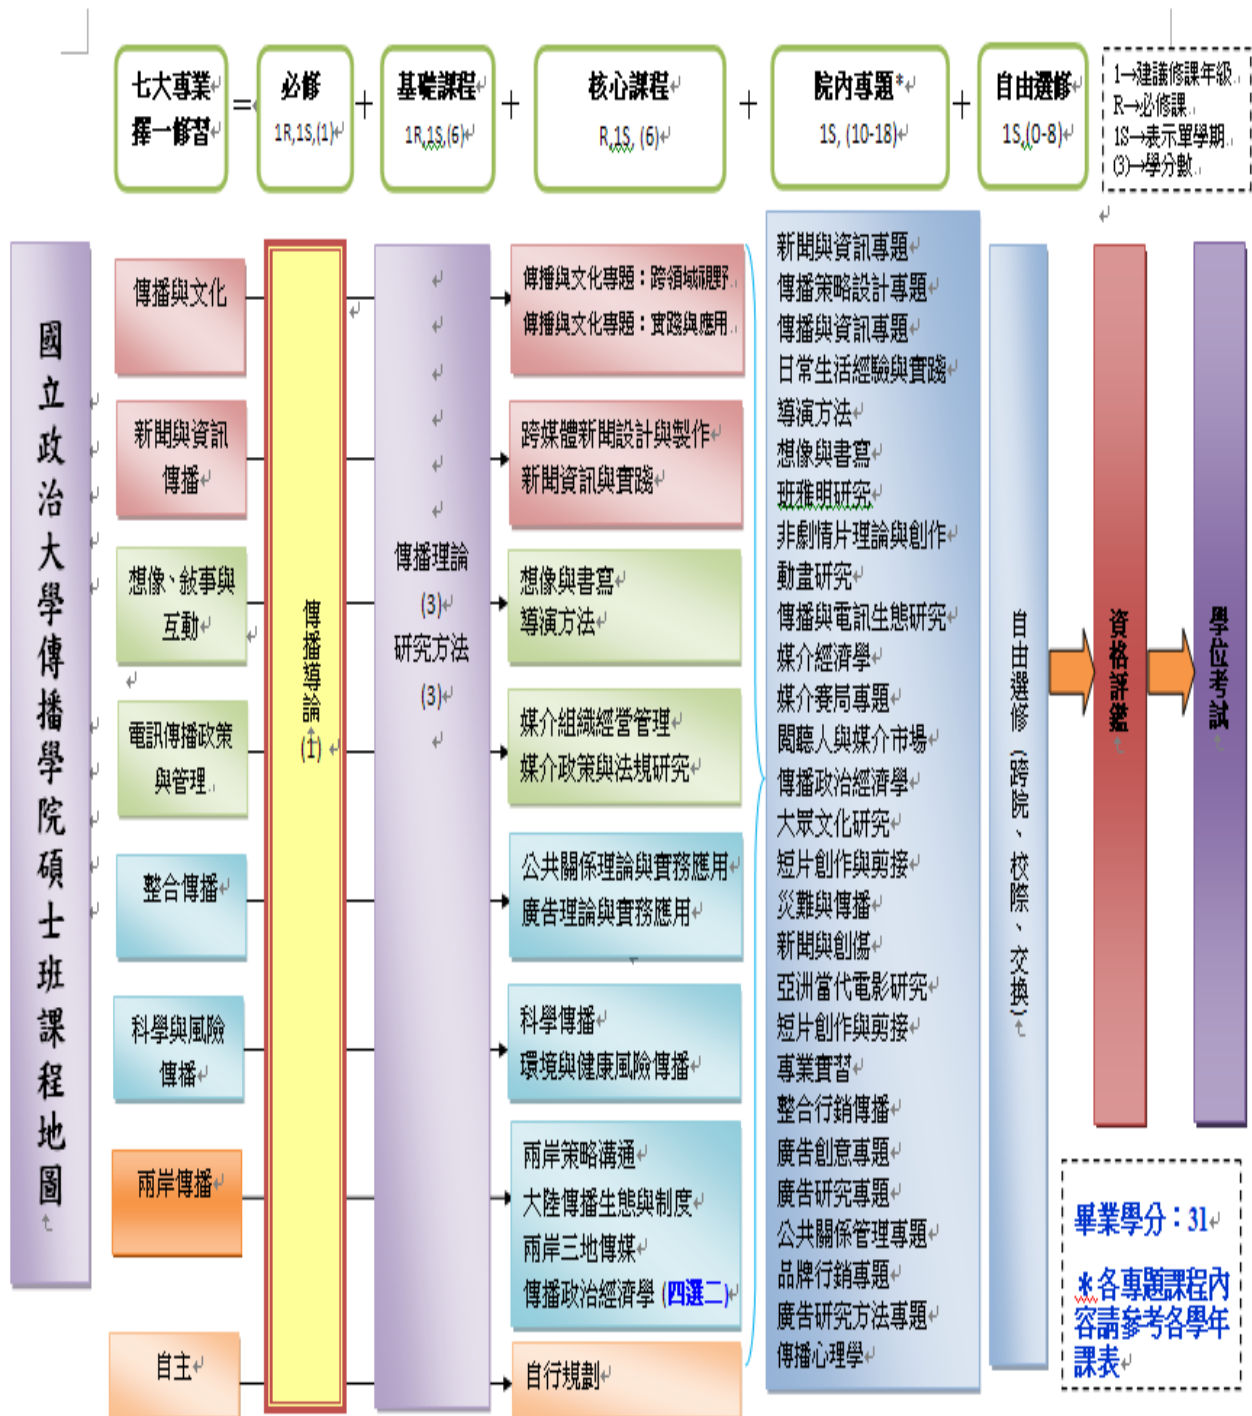 七大專業
擇一修習
=
必修
1R,1S,(1)
+
基礎課程
1R,1S,(6)
+
核心課程
R,1S, (6)
+
院內專題*
1S, (10-18)
+
自由選修
1S,(0-8)
1→建議修課年級
R→必修課
1S→表示單學期
(3)→學分數
國立政治大學傳播學院碩士班課程地圖
傳播與文化
新聞與資訊
傳播
想像、敍事與
互動
電訊傳播政策
與管理
整合傳播
科學與風險
傳播
兩岸傳播
自主
傳播導論
(1)
傳播理論
(3)
研究方法
(3)
傳播與文化專題：跨領域視野
傳播與文化專題：實踐與應用
跨媒體新聞設計與製作
新聞資訊與實踐
想像與書寫
導演方法
媒介組織經營管理
媒介政策與法規研究
公共關係理論與實務應用
廣告理論與實務應用
科學傳播
環境與健康風險傳播
兩岸策略溝通
大陸傳播生態與制度
兩岸三地傳媒
傳播政治經濟學 (四選二)
自行規劃
新聞與資訊專題
傳播策略設計專題
傳播與資訊專題
日常生活經驗與實踐
導演方法
想像與書寫
班雅明研究
非劇情片理論與創作
動畫研究
傳播與電訊生態研究
媒介經濟學
媒介賽局專題
閱聽人與媒介市場
傳播政治經濟學
大眾文化研究
短片創作與剪接
災難與傳播
新聞與創傷
亞洲當代電影研究
短片創作與剪接
專業實習
整合行銷傳播
廣告創意專題
廣告研究專題
公共關係管理專題
品牌行銷專題
廣告研究方法專題
傳播心理學
自由選修（跨院、校際、交換）
資格評鑑
學位考試
畢業學分：31
*各專題課程內
容請參考各學年
課表